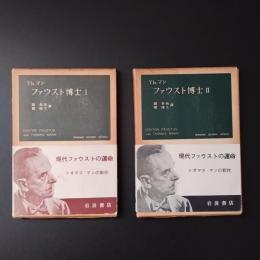 Th. マン
ファウスト博士 I
訳
DOKTOR FAUSTUS
von THOMAS MANN
現代ファウストの運命
トオマス・マンの新作
岩波書店
Th. マン
ファウスト博士 II
訳
DOKTOR FAUSTUS
von THOMAS MANN
現代ファウストの運命
トオマス・マンの新作
岩波書店